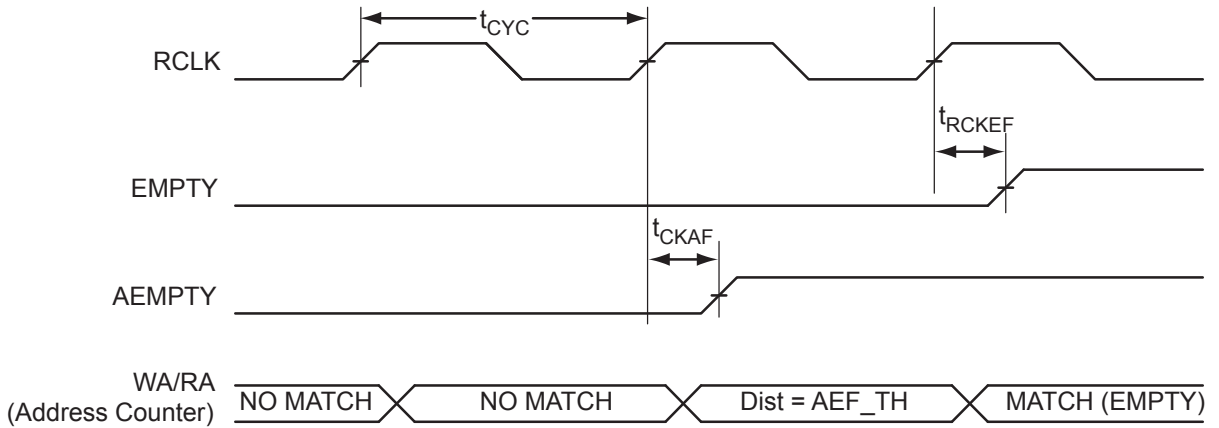 tCYC
RCLK
tRCKEF
EMPTY
tCKAF
AEMPTY
WA/RA
(Address Counter)
NO MATCH
NO MATCH
Dist = AEF_TH
MATCH (EMPTY)